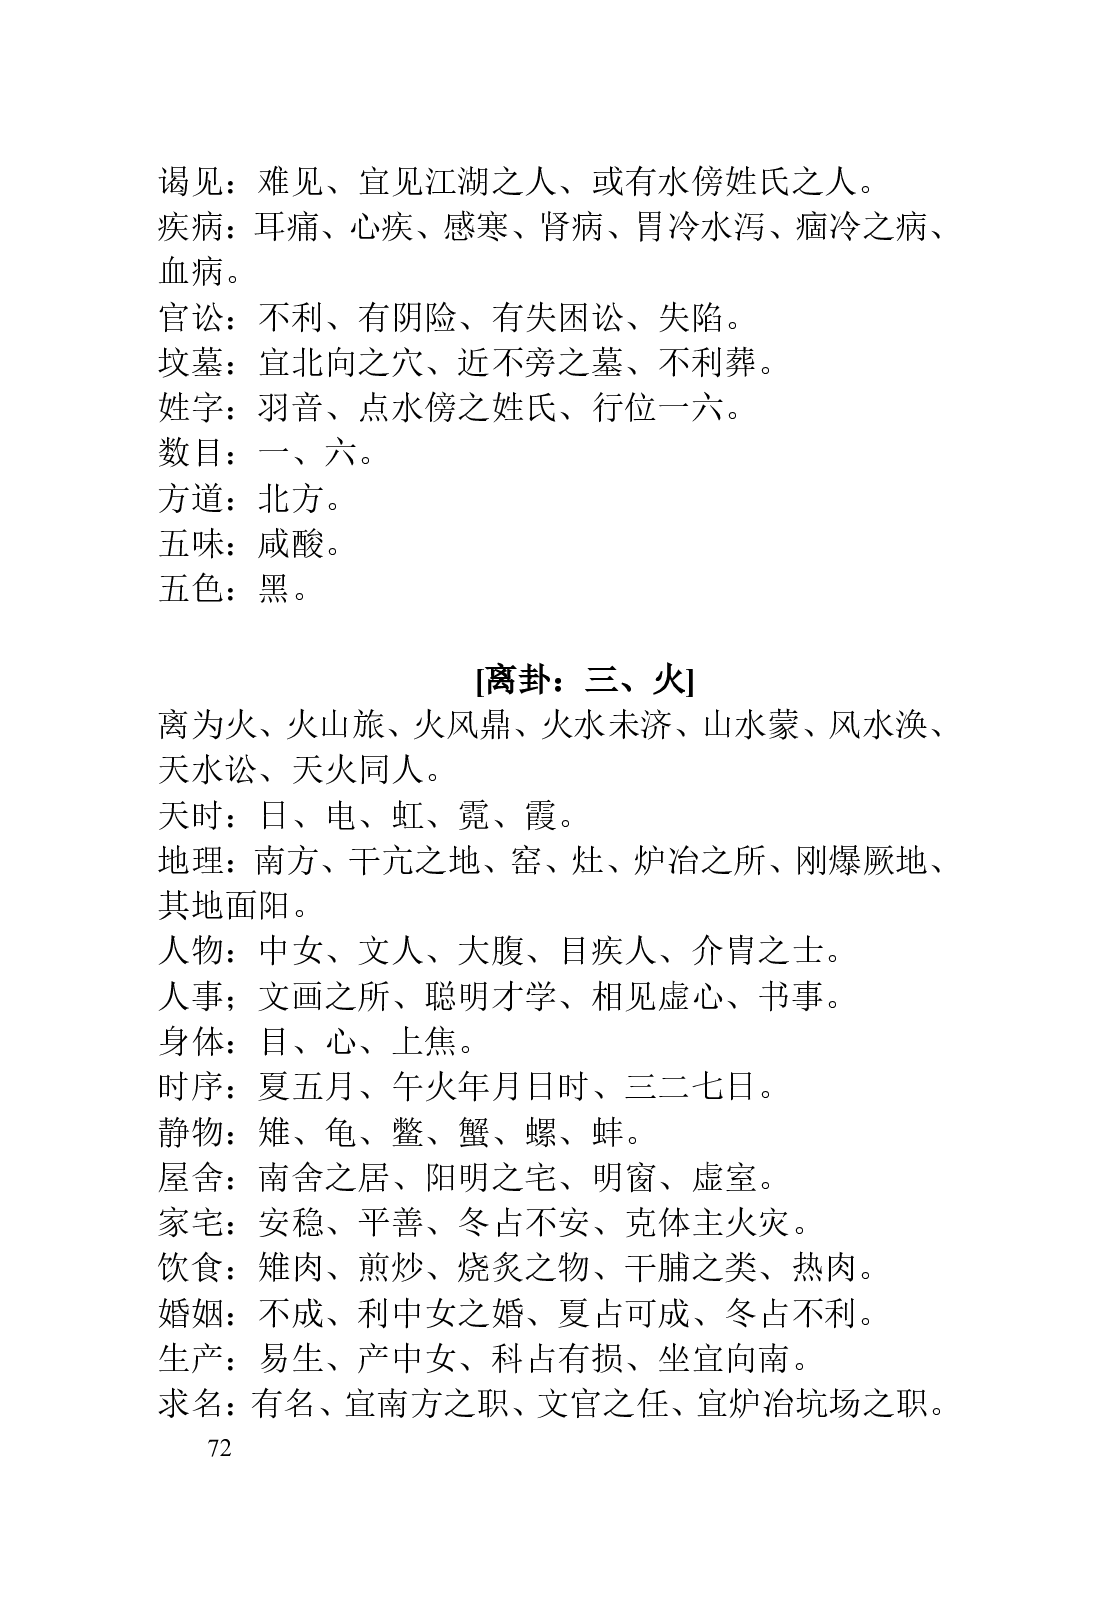 谒见：难见、宜见江湖之人、或有水傍姓氏之人。
疾病：耳痛、心疾、感寒、肾病、胃冷水泻、痼冷之病、
血病。
官讼：不利、有阴险、有失困讼、失陷。
坟墓：宜北向之穴、近不旁之墓、不利葬。
姓字：羽音、点水傍之姓氏、行位一六。
数目：一、六。
方道：北方。
五味：咸酸。
五色：黑。
[离卦：三、火]
离为火、火山旅、火风鼎、火水未济、山水蒙、风水涣、
天水讼、天火同人。
天时：日、电、虹、霓、霞。
地理：南方、干亢之地、窑、灶、炉冶之所、刚爆厥地、
其地面阳。
人物：中女、文人、大腹、目疾人、介胄之士。
人事；文画之所、聪明才学、相见虚心、书事。
身体：目、心、上焦。
时序：夏五月、午火年月日时、三二七日。
静物：雉、龟、鳖、蟹、螺、蚌。
屋舍：南舍之居、阳明之宅、明窗、虚室。
家宅：安稳、平善、冬占不安、克体主火灾。
饮食：雉肉、煎炒、烧炙之物、干脯之类、热肉。
婚姻：不成、利中女之婚、夏占可成、冬占不利。
生产：易生、产中女、科占有损、坐宜向南。
求名：有名、宜南方之职、文官之任、宜炉冶坑场之职。
72